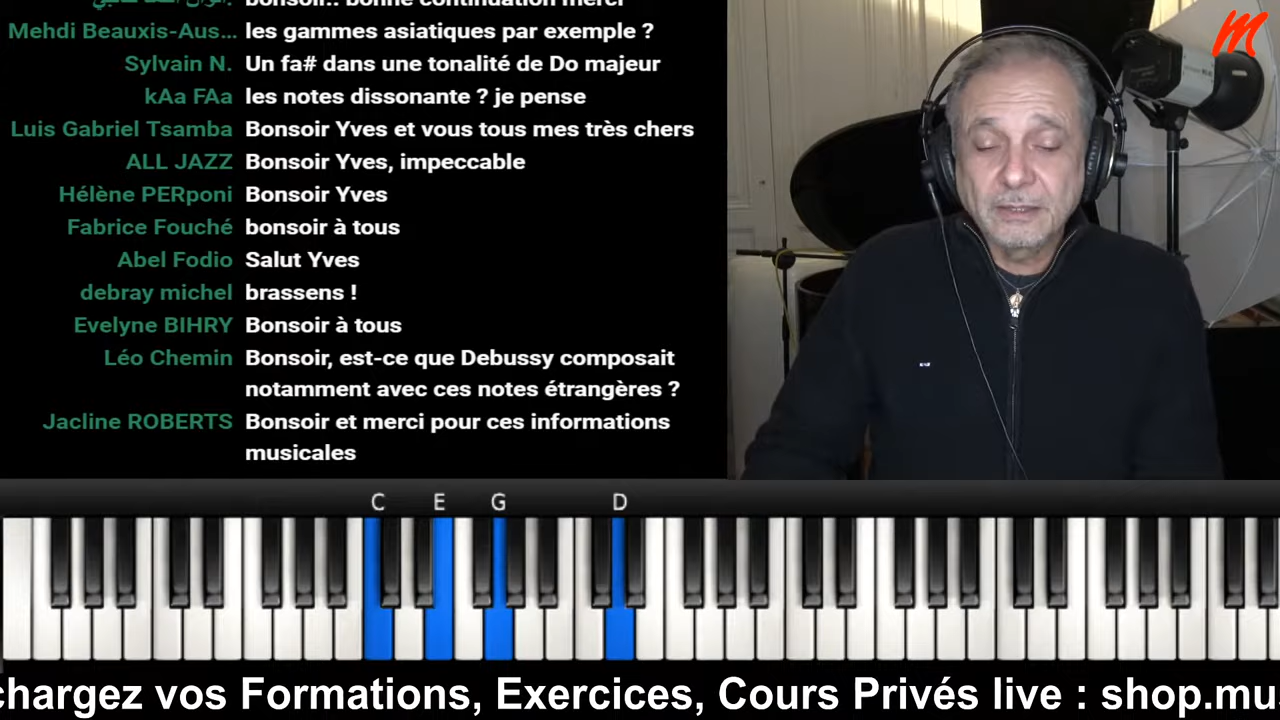 bonsoir.. bonne continuation merci
Mehdi Beauxis-Aus... les gammes asiatiques par exemple ?
Sylvain N. Un fa# dans une tonalité de Do majeur
kAa FAa les notes dissonante ? je pense
Luis Gabriel Tsamba Bonsoir Yves et vous tous mes très chers
ALL JAZZ Bonsoir Yves, impeccable
Hélène PERponi Bonsoir Yves
Fabrice Fouché bonsoir à tous
Abel Fodio Salut Yves
debray michel brassens !
Evelyne BIHRY Bonsoir à tous
Léo Chemin Bonsoir, est-ce que Debussy composait
notamment avec ces notes étrangères ?
Jacline ROBERTS Bonsoir et merci pour ces informations
musicales
M
C E G D
chargez vos Formations, Exercices, Cours Privés live : shop.mu